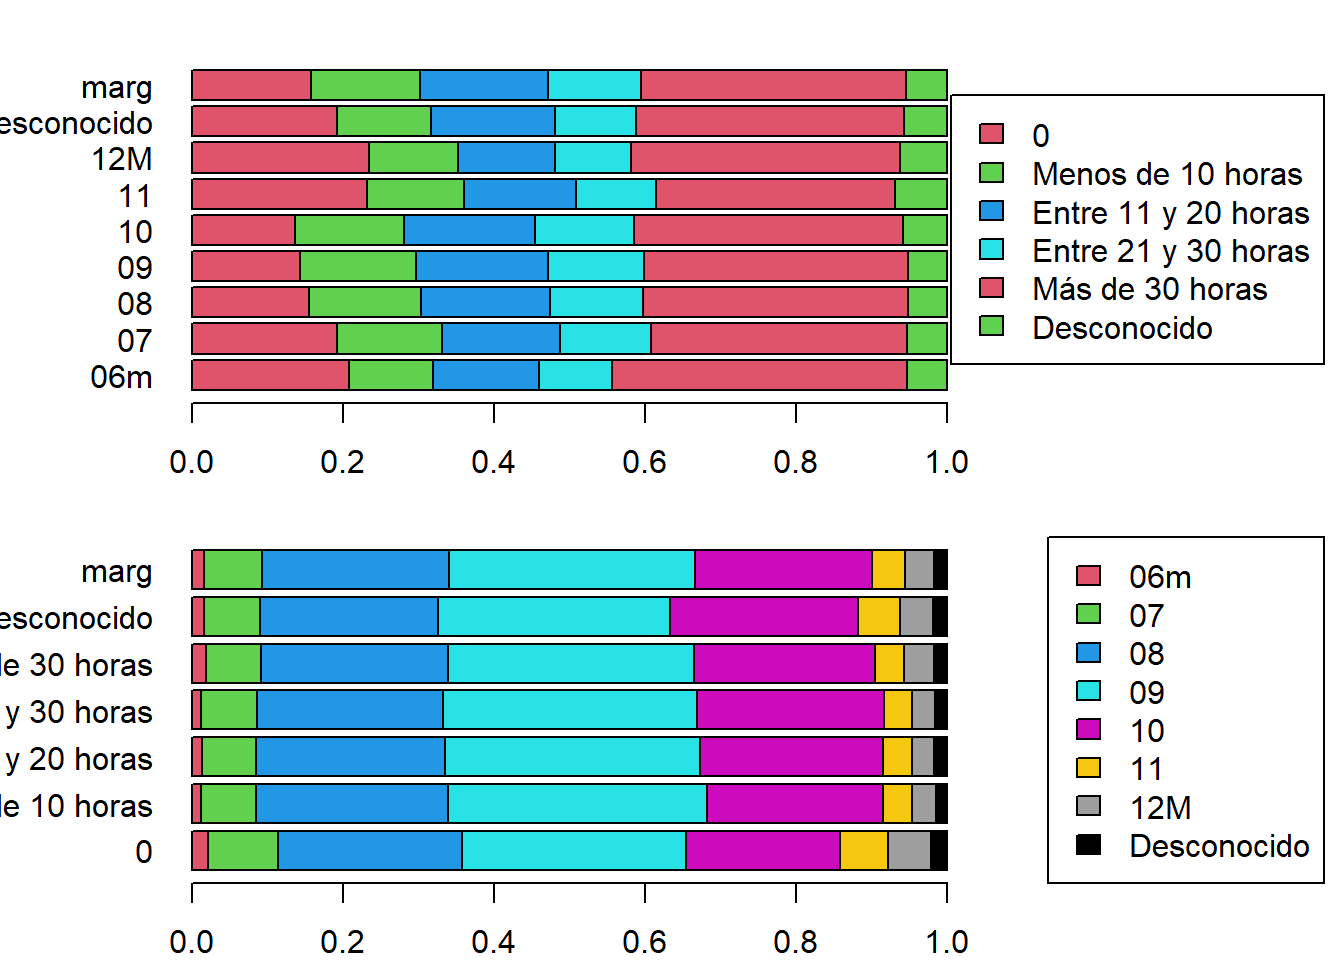 marg
esconocido
12M
11
10
09
08
07
06m
0.0 0.2 0.4 0.6 0.8 1.0
0
Menos de 10 horas
Entre 11 y 20 horas
Entre 21 y 30 horas
Más de 30 horas
Desconocido
marg
esconocido
de 30 horas
y 30 horas
y 20 horas
de 10 horas
0
0.0 0.2 0.4 0.6 0.8 1.0
06m
07
08
09
10
11
12M
Desconocido